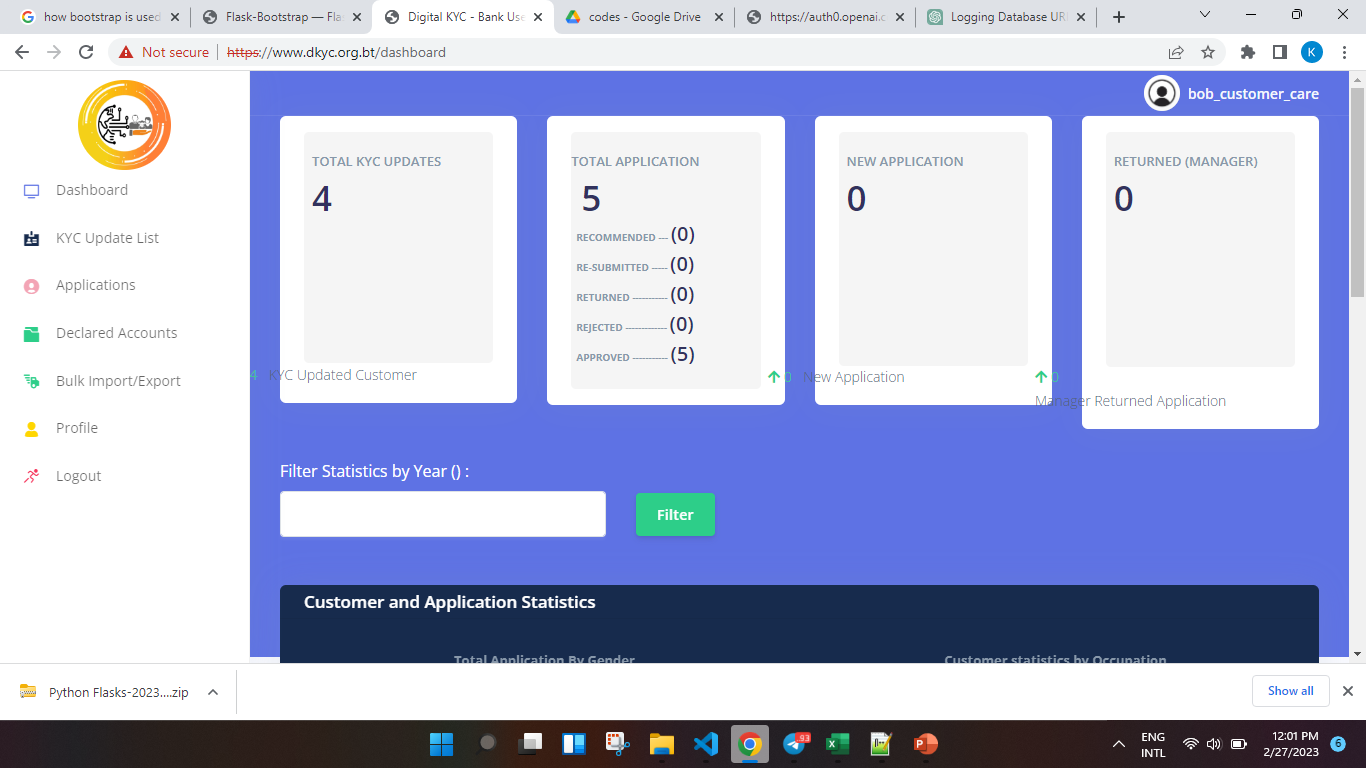 how bootstrap is used
Flask-Bootstrap — Flas
Digital KYC - Bank Use
codes - Google Drive
https://auth0.openai.c
Logging Database URI
Not secure
https://www.dkyc.org.bt/dashboard
K
bob_customer_care
Dashboard
KYC Update List
Applications
Declared Accounts
Bulk Import/Export
Profile
Logout
TOTAL KYC UPDATES
4
4 KYC Updated Customer
TOTAL APPLICATION
5
RECOMMENDED --- (0)
RE-SUBMITTED ----- (0)
RETURNED ----------- (0)
REJECTED ------------- (0)
APPROVED ----------- (5)
NEW APPLICATION
0
0 New Application
RETURNED (MANAGER)
0
0
Manager Returned Application
Filter Statistics by Year () :
Filter
Customer and Application Statistics
Total Application By Gender
Customer statistics by Occupation
Python Flasks-2023....zip
Show all
93
ENG
INTL
12:01 PM
2/27/2023
6